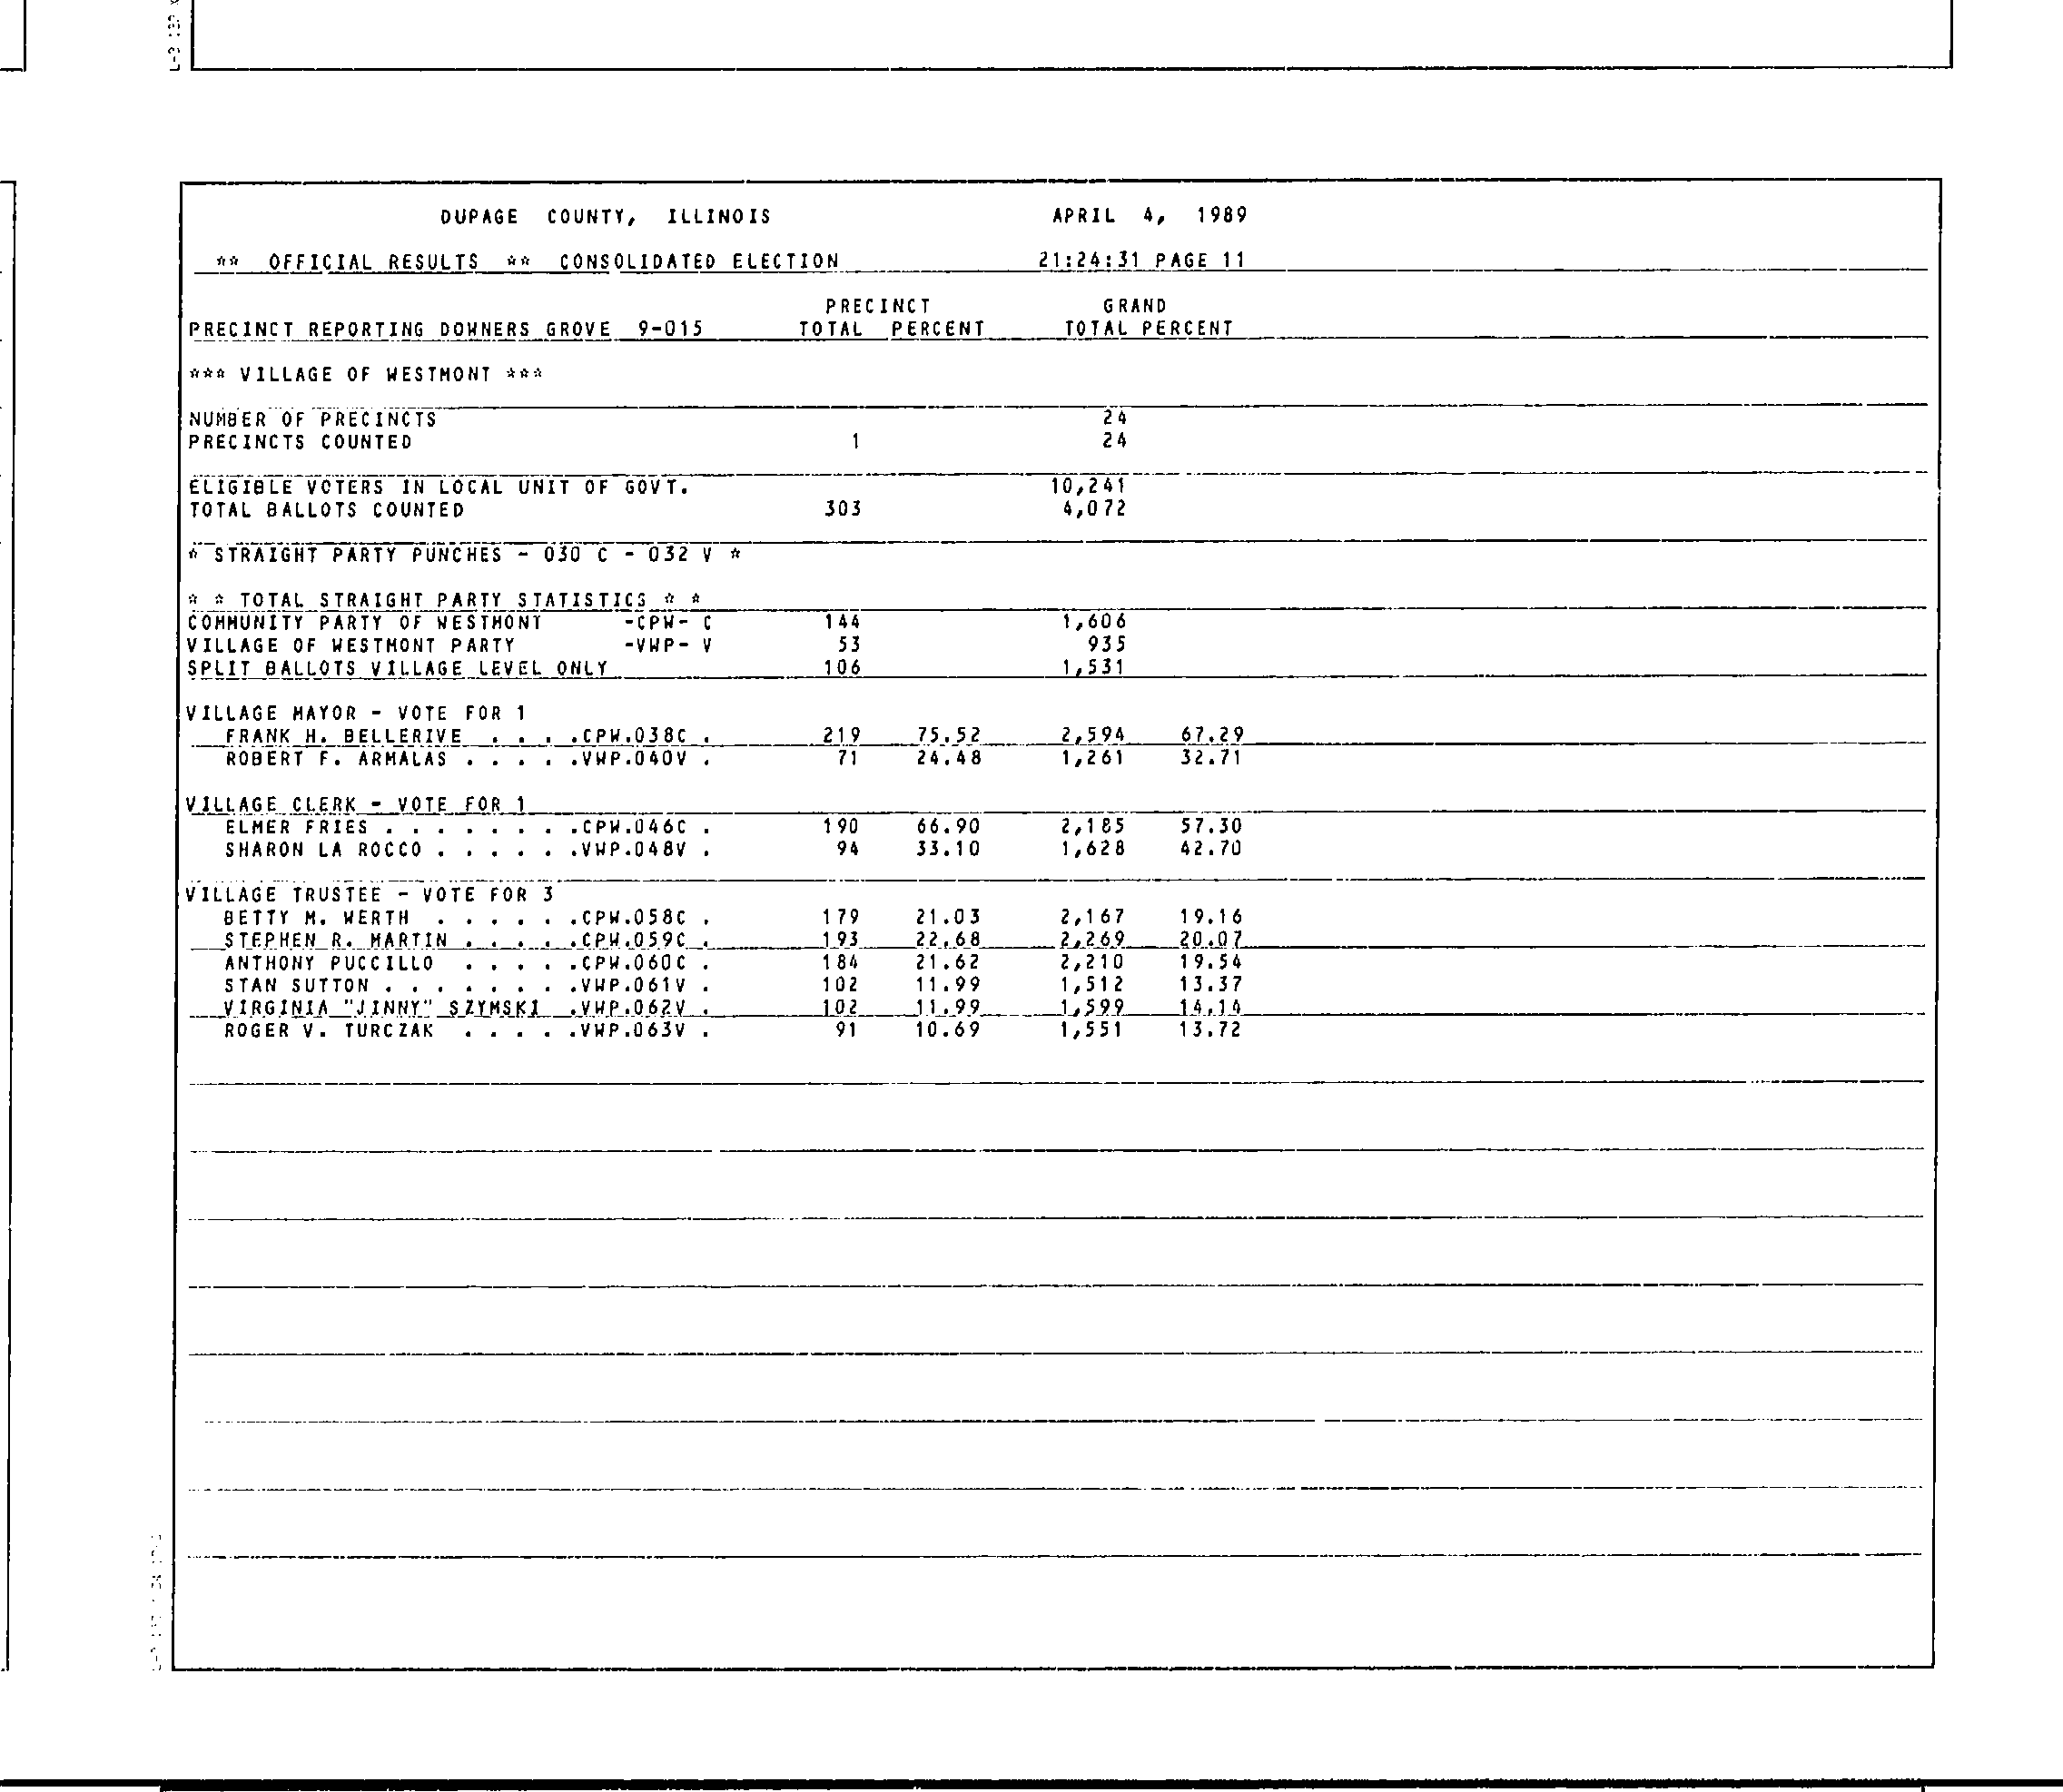 DUPAGE COUNTY, ILLINOIS APRIL 4, 1989
** OFFICIAL RESULTS ** CONSOLIDATED ELECTION 21:24:31 PAGE 11
PRECINCT GRAND
PRECINCT REPORTING DOWNERS GROVE 9-015 TOTAL PERCENT TOTAL PERCENT
*** VILLAGE OF WESTMONT ***
NUMBER OF PRECINCTS 24
PRECINCTS COUNTED 1 24
ELIGIBLE VOTERS IN LOCAL UNIT OF GOVT. 10,241
TOTAL BALLOTS COUNTED 303 4,072
* STRAIGHT PARTY PUNCHES - 030 C - 032 V *
* * TOTAL STRAIGHT PARTY STATISTICS * *
COMMUNITY PARTY OF WESTMONT -CPW- C 144 1,606
VILLAGE OF WESTMONT PARTY -VWP- V 53 935
SPLIT BALLOTS VILLAGE LEVEL ONLY 106 1,531
VILLAGE MAYOR - VOTE FOR 1
FRANK H. BELLERIVE . . . .CPW.038C . 219 75.52 2,594 67.29
ROBERT F. ARMALAS . . . . .VWP.040V . 71 24.48 1,261 32.71
VILLAGE CLERK - VOTE FOR 1
ELMER FRIES . . . . . . . .CPW.046C . 190 66.90 2,185 57.30
SHARON LA ROCCO . . . . . .VWP.048V . 94 33.10 1,628 42.70
VILLAGE TRUSTEE - VOTE FOR 3
BETTY M. WERTH . . . . . .CPW.058C . 179 21.03 2,167 19.16
STEPHEN R. MARTIN . . . . .CPW.059C . 193 22.68 2,269 20.07
ANTHONY PUCCILLO . . . . .CPW.060C . 184 21.62 2,210 19.54
STAN SUTTON . . . . . . . .VWP.061V . 102 11.99 1,512 13.37
VIRGINIA "JINNY" SZYMSKI .VWP.062V . 102 11.99 1,599 14.14
ROGER V. TURCZAK . . . . .VWP.063V . 91 10.69 1,551 13.72